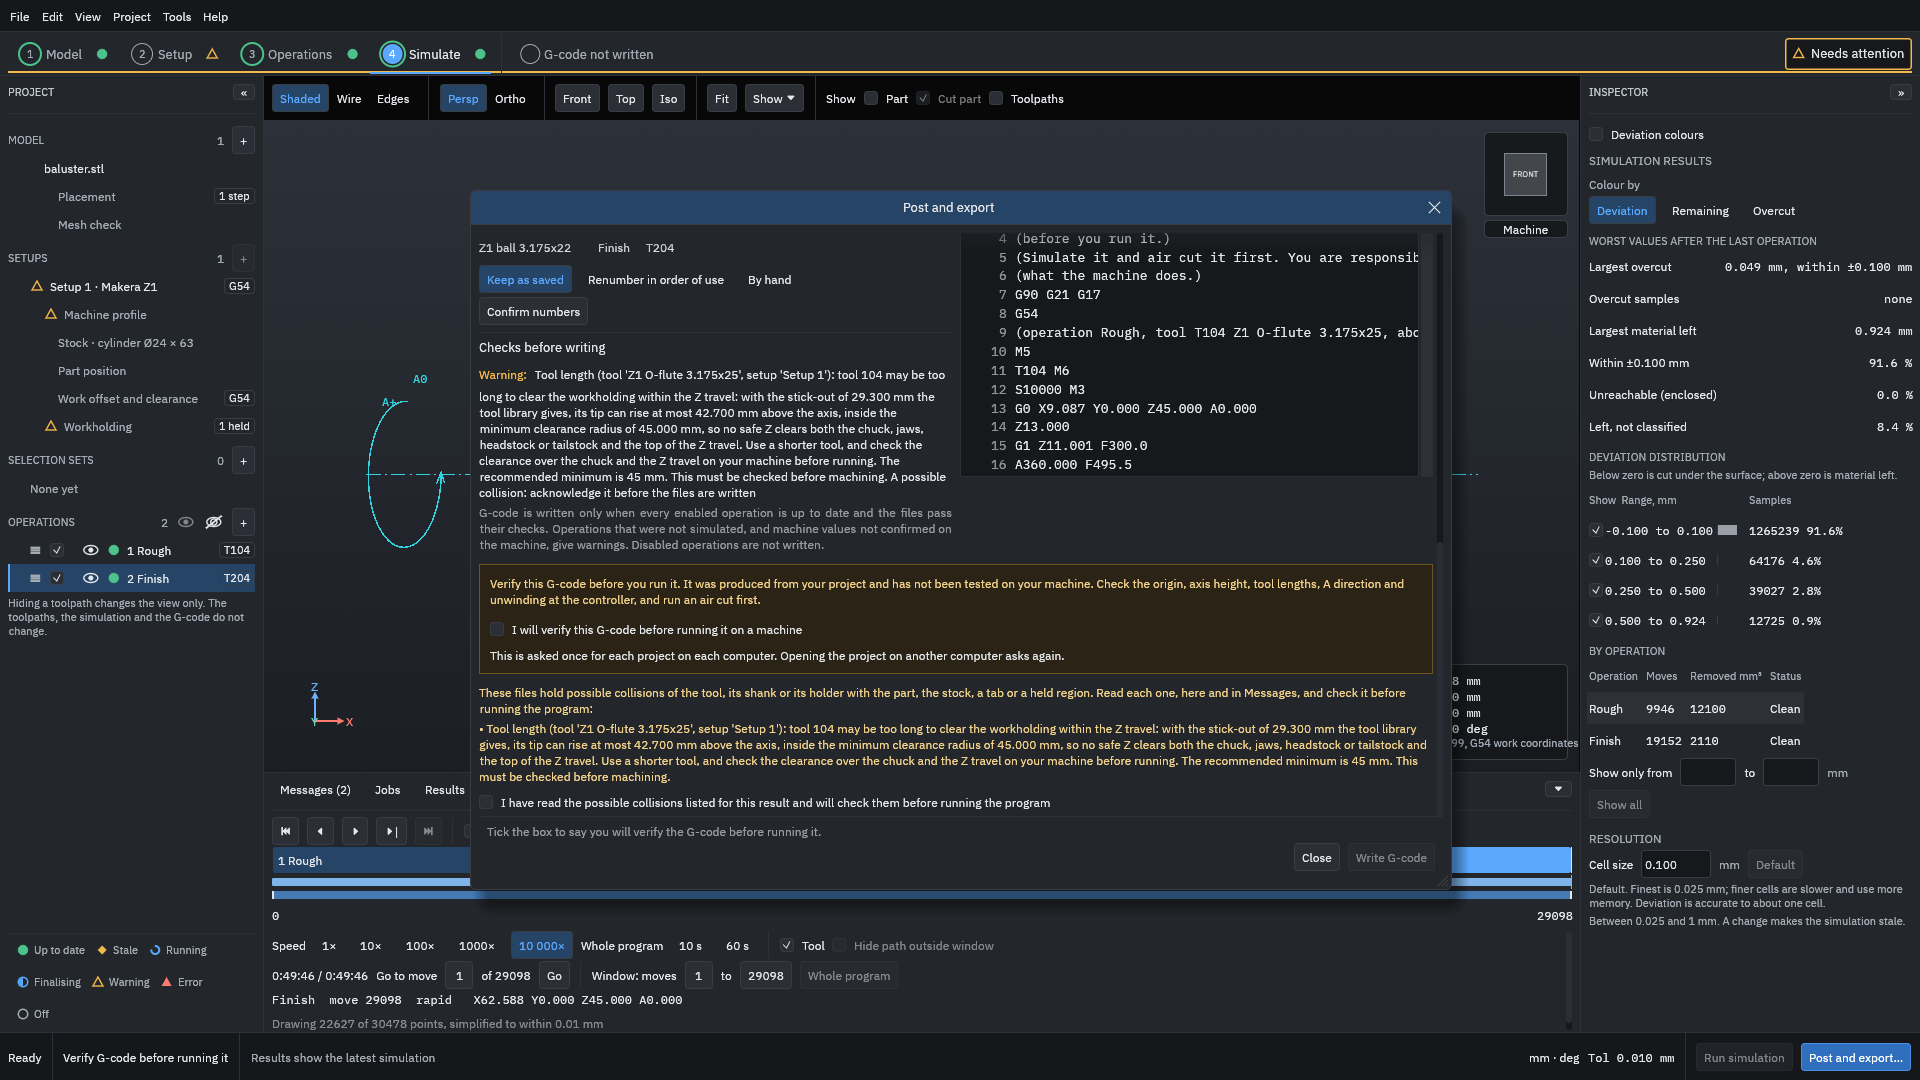 File Edit View Project Tools Help
1 Model 2 Setup 3 Operations 4 Simulate G-code not written Needs attention
PROJECT «
MODEL 1 +
baluster.stl
Placement 1 step
Mesh check
SETUPS 1 +
Setup 1 · Makera Z1 G54
Machine profile
Stock · cylinder Ø24 × 63
Part position
Work offset and clearance G54
Workholding 1 held
SELECTION SETS 0 +
None yet
OPERATIONS 2 +
1 Rough T104
2 Finish T204
Hiding a toolpath changes the view only. The
toolpaths, the simulation and the G-code do not
change.
Up to date Stale Running
Finalising Warning Error
Off
Shaded Wire Edges Persp Ortho Front Top Iso Fit Show Show Part Cut part Toolpaths
A0
A+
A
Z
Y X
FRONT
Machine
Post and export
Z1 ball 3.175x22 Finish T204
Keep as saved Renumber in order of use By hand
Confirm numbers
Checks before writing
Warning: Tool length (tool 'Z1 O-flute 3.175x25', setup 'Setup 1'): tool 104 may be too
long to clear the workholding within the Z travel: with the stick-out of 29.300 mm the
tool library gives, its tip can rise at most 42.700 mm above the axis, inside the
minimum clearance radius of 45.000 mm, so no safe Z clears both the chuck, jaws,
headstock or tailstock and the top of the Z travel. Use a shorter tool, and check the
clearance over the chuck and the Z travel on your machine before running. The
recommended minimum is 45 mm. This must be checked before machining. A possible
collision: acknowledge it before the files are written
G-code is written only when every enabled operation is up to date and the files pass
their checks. Operations that were not simulated, and machine values not confirmed on
the machine, give warnings. Disabled operations are not written.
4 (before you run it.)
5 (Simulate it and air cut it first. You are responsib
6 (what the machine does.)
7 G90 G21 G17
8 G54
9 (operation Rough, tool T104 Z1 O-flute 3.175x25, abo
10 M5
11 T104 M6
12 S10000 M3
13 G0 X9.087 Y0.000 Z45.000 A0.000
14 Z13.000
15 G1 Z11.001 F300.0
16 A360.000 F495.5
Verify this G-code before you run it. It was produced from your project and has not been tested on your machine. Check the origin, axis height, tool lengths, A direction and
unwinding at the controller, and run an air cut first.
I will verify this G-code before running it on a machine
This is asked once for each project on each computer. Opening the project on another computer asks again.
These files hold possible collisions of the tool, its shank or its holder with the part, the stock, a tab or a held region. Read each one, here and in Messages, and check it before
running the program:
• Tool length (tool 'Z1 O-flute 3.175x25', setup 'Setup 1'): tool 104 may be too long to clear the workholding within the Z travel: with the stick-out of 29.300 mm the tool library
gives, its tip can rise at most 42.700 mm above the axis, inside the minimum clearance radius of 45.000 mm, so no safe Z clears both the chuck, jaws, headstock or tailstock and
the top of the Z travel. Use a shorter tool, and check the clearance over the chuck and the Z travel on your machine before running. The recommended minimum is 45 mm. This
must be checked before machining.
I have read the possible collisions listed for this result and will check them before running the program
Tick the box to say you will verify the G-code before running it.
Close Write G-code
8 mm
0 mm
0 mm
0 deg
99, G54 work coordinates
Messages (2) Jobs Results
1 Rough
0 29098
Speed 1× 10× 100× 1000× 10 000× Whole program 10 s 60 s Tool Hide path outside window
0:49:46 / 0:49:46 Go to move 1 of 29098 Go Window: moves 1 to 29098 Whole program
Finish move 29098 rapid X62.588 Y0.000 Z45.000 A0.000
Drawing 22627 of 30478 points, simplified to within 0.01 mm
INSPECTOR »
Deviation colours
SIMULATION RESULTS
Colour by
Deviation Remaining Overcut
WORST VALUES AFTER THE LAST OPERATION
Largest overcut 0.049 mm, within ±0.100 mm
Overcut samples none
Largest material left 0.924 mm
Within ±0.100 mm 91.6 %
Unreachable (enclosed) 0.0 %
Left, not classified 8.4 %
DEVIATION DISTRIBUTION
Below zero is cut under the surface; above zero is material left.
Show Range, mm Samples
-0.100 to 0.100 1265239 91.6%
0.100 to 0.250 64176 4.6%
0.250 to 0.500 39027 2.8%
0.500 to 0.924 12725 0.9%
BY OPERATION
Operation Moves Removed mm³ Status
Rough 9946 12100 Clean
Finish 19152 2110 Clean
Show only from to mm
Show all
RESOLUTION
Cell size 0.100 mm Default
Default. Finest is 0.025 mm; finer cells are slower and use more
memory. Deviation is accurate to about one cell.
Between 0.025 and 1 mm. A change makes the simulation stale.
Ready Verify G-code before running it Results show the latest simulation mm · deg Tol 0.010 mm Run simulation Post and export...